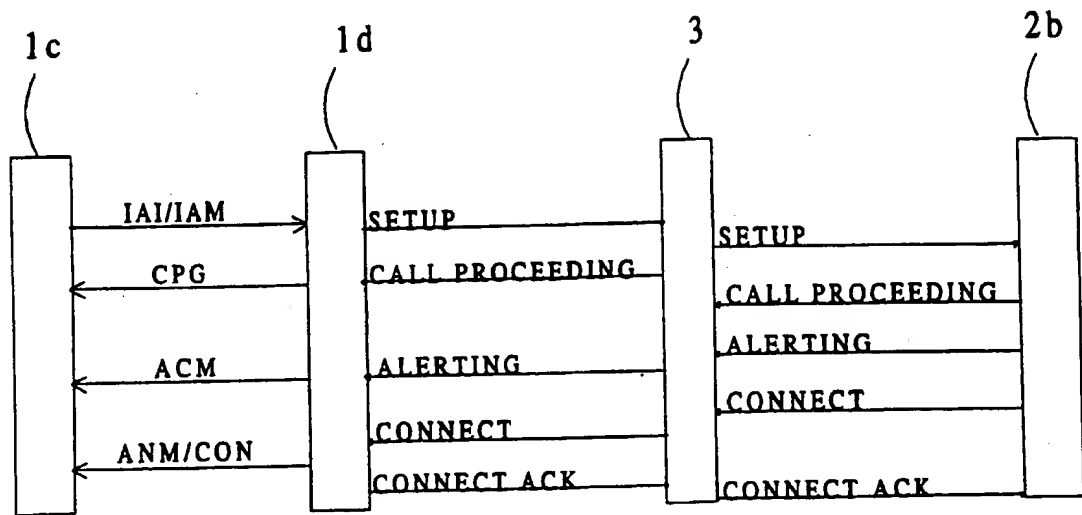 1c
1d
3
2b
IAI/IAM
SETUP
SETUP
CPG
CALL PROCEEDING
CALL PROCEEDING
ALERTING
ACM
ALERTING
CONNECT
CONNECT
ANM/CON
CONNECT ACK
CONNECT ACK